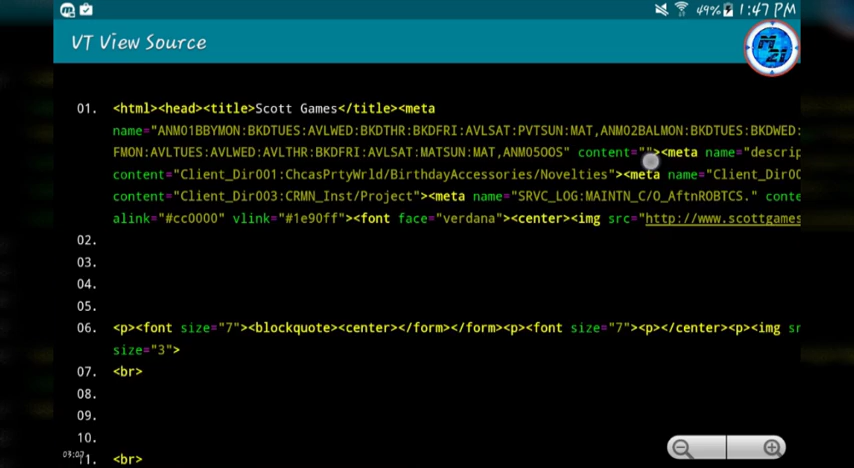 49% 1:47 PM
VT View Source
M21
01. <html><head><title>Scott Games</title><meta
name="ANM01BBYMON:BKDTUES:AVLWED:BKDTHR:BKDFRI:AVLSAT:PVTSUN:MAT,ANM02BALMON:BKDTUES:BKDWED:
FMON:AVLTUES:AVLWED:AVLTHR:BKDFRI:AVLSAT:MATSUN:MAT,ANM05OOS" content=""><meta name="descrip
content="Client_Dir001:ChcasPrtyWrld/BirthdayAccessories/Novelties"><meta name="Client_Dir00
content="Client_Dir003:CRMN_Inst/Project"><meta name="SRVC_LOG:MAINTN_C/O_AftnROBTCS." conte
alink="#cc0000" vlink="#1e90ff"><font face="verdana"><center><img src="http://www.scottgames
02.
03.
04.
05.
06. <p><font size="7"><blockquote><center></form></form><p><font size="7"><p></center><p><img sr
size="3">
07. <br>
08.
09.
10.
03:07
11. <br>